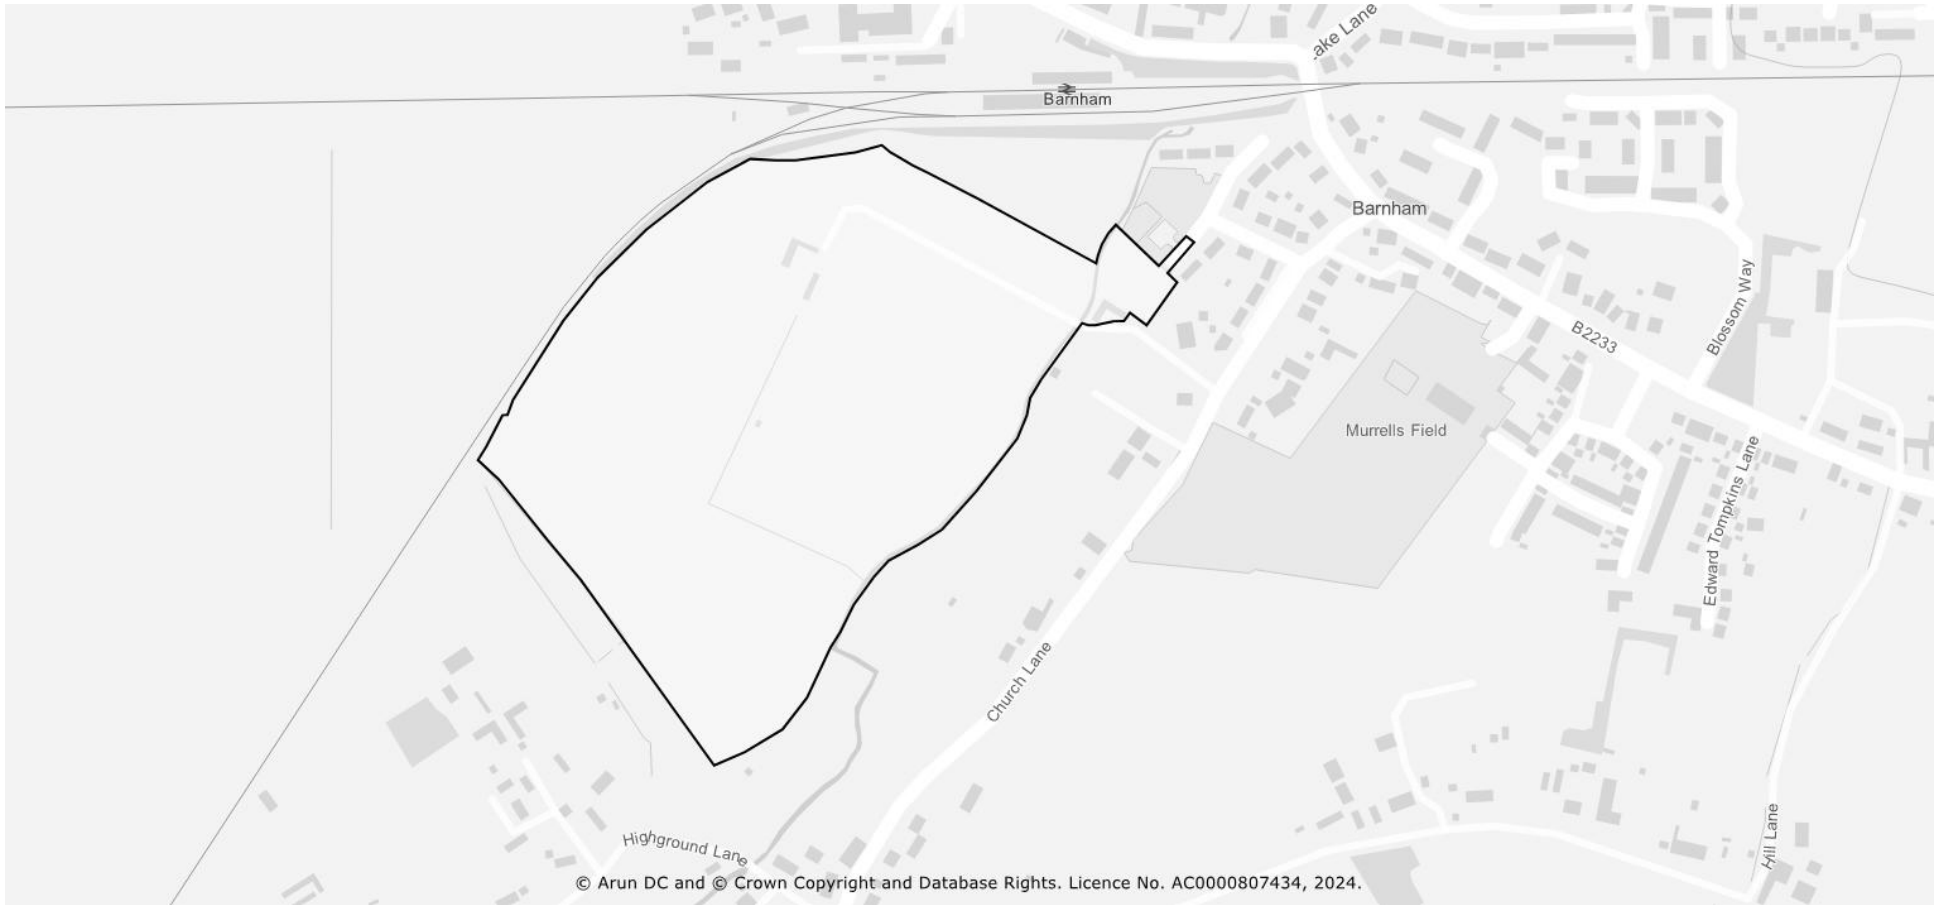 ake Lane
Barnham
Barnham
Blossom Way
B2233
Murrells Field
Edward Tompkins Lane
Church Lane
Hill Lane
Highground Lane
© Arun DC and © Crown Copyright and Database Rights. Licence No. AC0000807434, 2024.